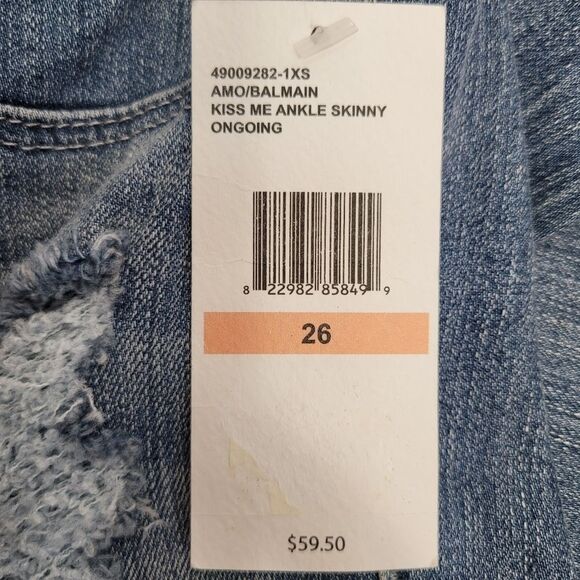 49009282-1XS
AMO/BALMAIN
KISS ME ANKLE SKINNY
ONGOING
8 22982 85849 9
26
$59.50